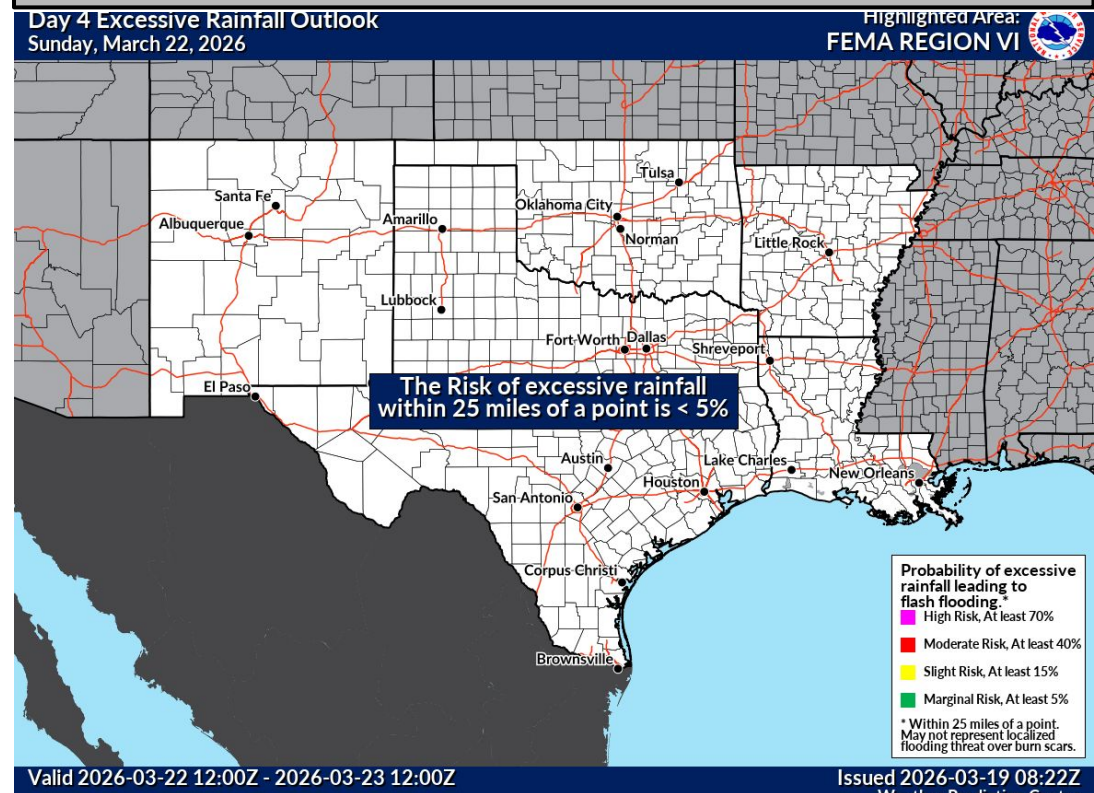 Day 4 Excessive Rainfall Outlook
Sunday, March 22, 2026
Highlighted Area:
FEMA REGION VI
Tulsa
Santa Fe
Oklahoma City
Albuquerque
Amarillo
Norman
Little Rock
Lubbock
Fort Worth
Dallas
Shreveport
El Paso
The Risk of excessive rainfall
within 25 miles of a point is < 5%
Austin
Lake Charles
New Orleans
Houston
San Antonio
Corpus Christi
Brownsville
Probability of excessive
rainfall leading to
flash flooding.*
High Risk, At least 70%
Moderate Risk, At least 40%
Slight Risk, At least 15%
Marginal Risk, At least 5%
* Within 25 miles of a point.
May not represent localized
flooding threat over burn scars.
Valid 2026-03-22 12:00Z - 2026-03-23 12:00Z
Issued 2026-03-19 08:22Z
Weather Prediction Center